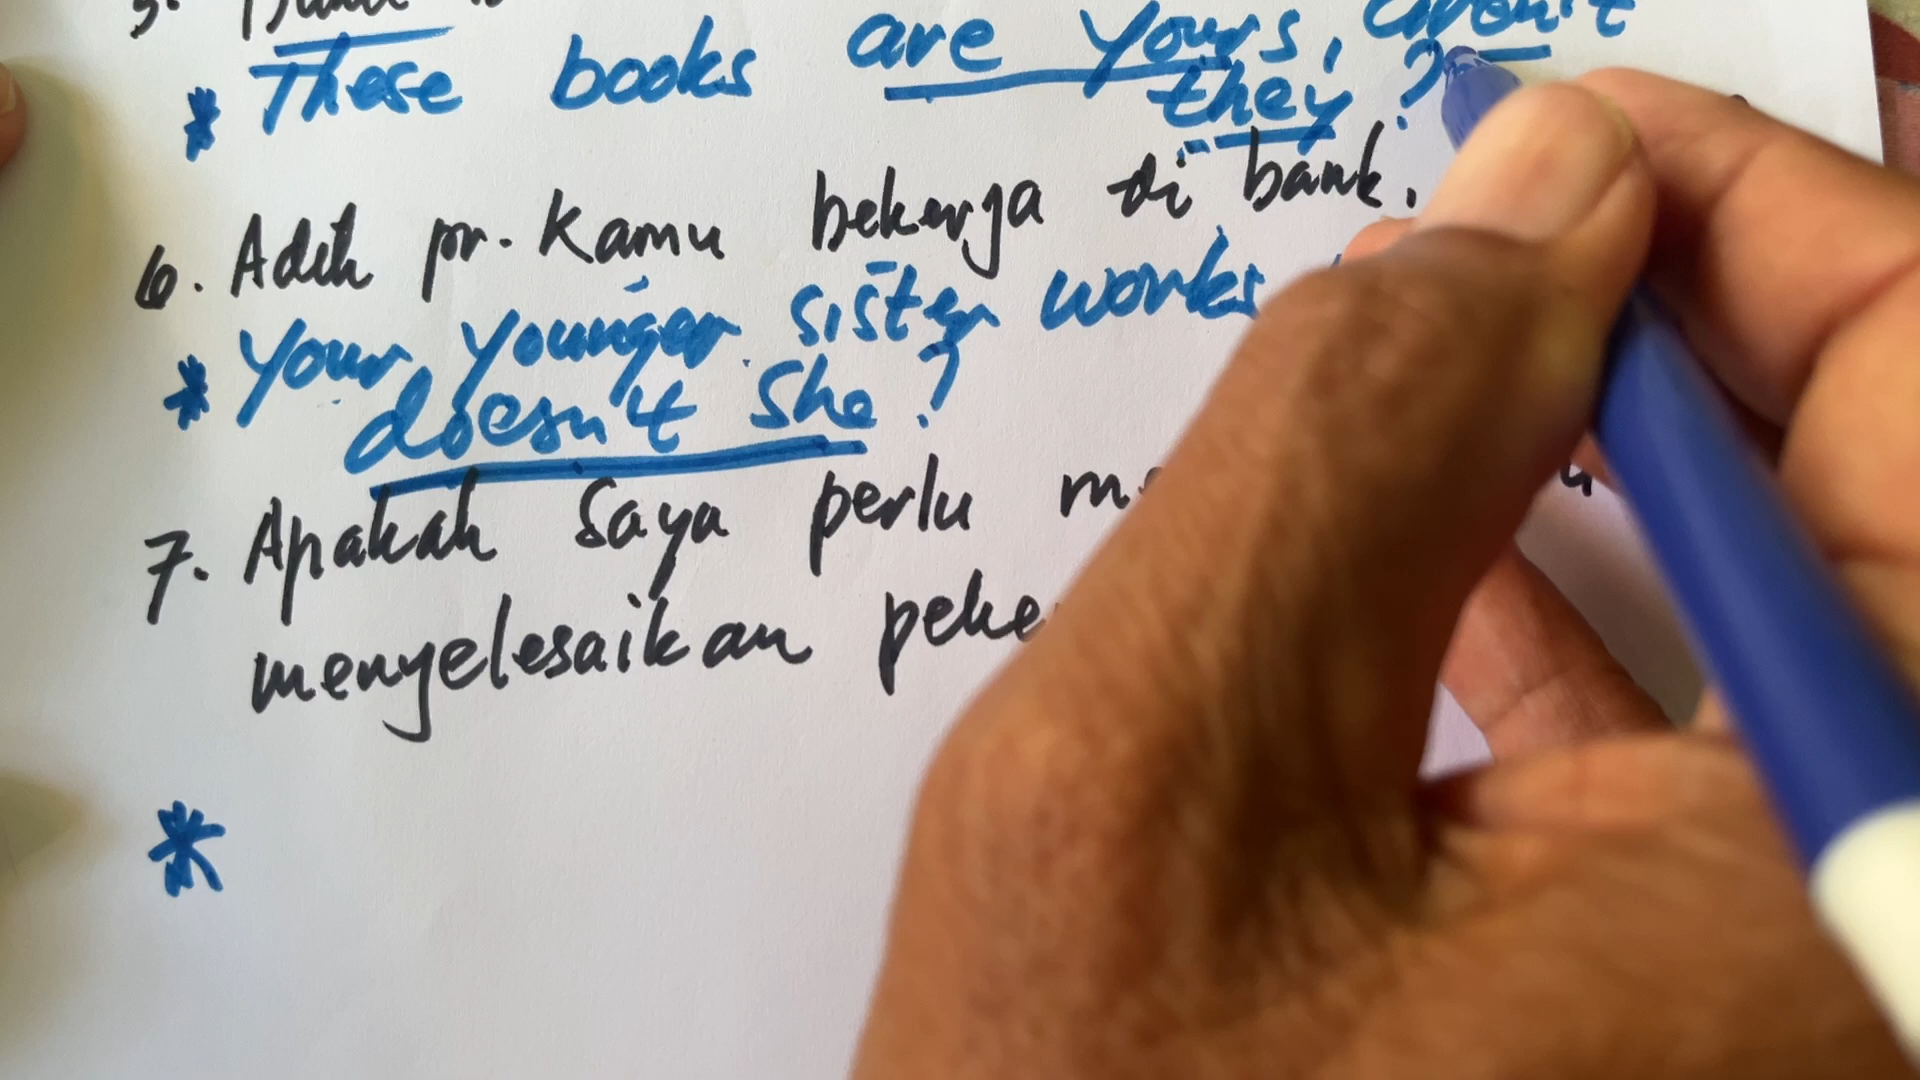 5.
* These books are yours, aren't
they?
6. Adik pr. Kamu bekerja di bank.
* Your younger sister works
doesn't she?
7. Apakah Saya perlu
menyelesaikan
*